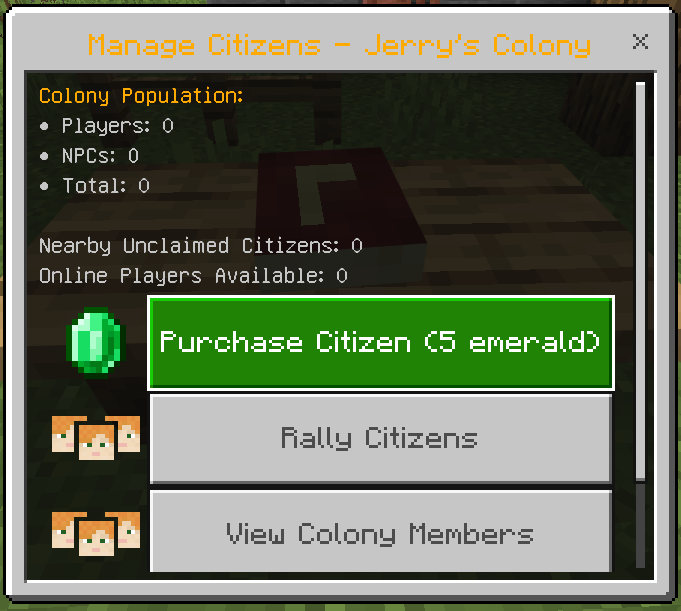 Manage Citizens - Jerry's Colony
Colony Population:
• Players: 0
• NPCs: 0
• Total: 0
Nearby Unclaimed Citizens: 0
Online Players Available: 0
Purchase Citizen (5 emerald)
Rally Citizens
View Colony Members